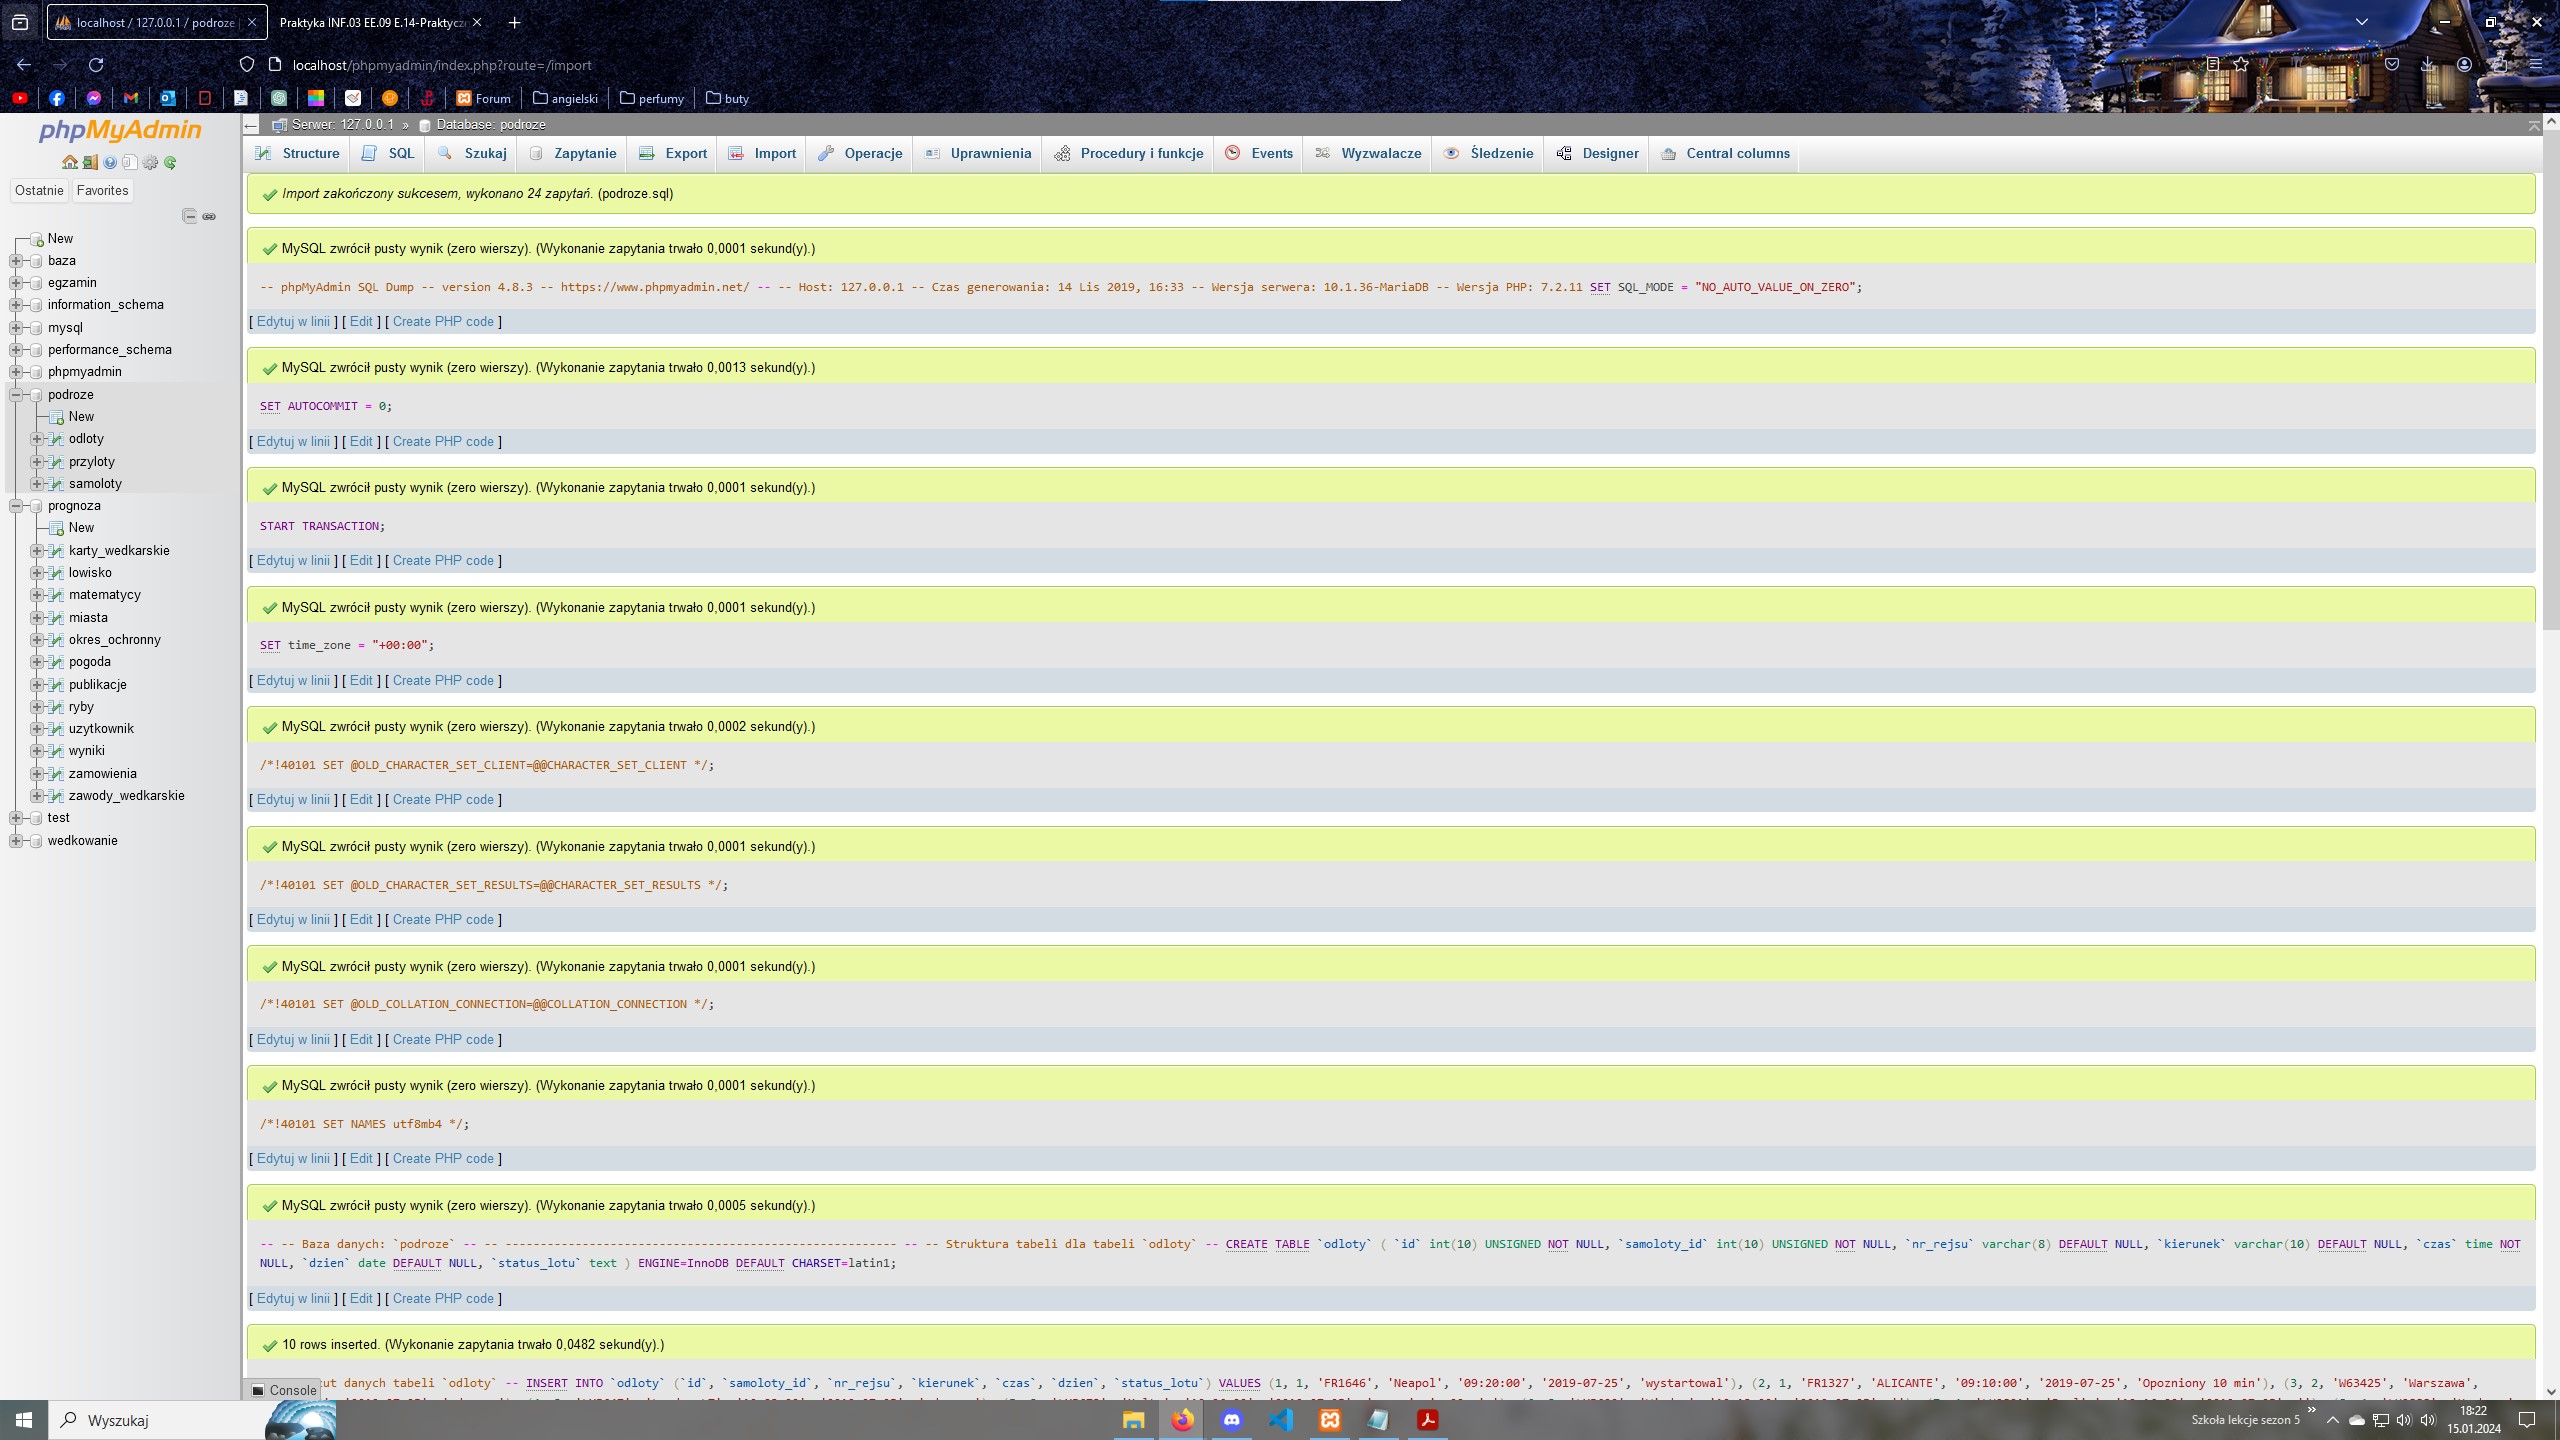 localhost / 127.0.0.1 / podroze
Praktyka INF.03 EE.09 E.14-Praktycz
localhost/phpmyadmin/index.php?route=/import
Forum
angielski
perfumy
buty
phpMyAdmin
Ostatnie
Favorites
New
baza
egzamin
information_schema
mysql
performance_schema
phpmyadmin
podroze
New
odloty
przyloty
samoloty
prognoza
New
karty_wedkarskie
lowisko
matematycy
miasta
okres_ochronny
pogoda
publikacje
ryby
uzytkownik
wyniki
zamowienia
zawody_wedkarskie
test
wedkowanie
Serwer: 127.0.0.1 » Database: podroze
Structure SQL Szukaj Zapytanie Export Import Operacje Uprawnienia Procedury i funkcje Events Wyzwalacze Śledzenie Designer Central columns
Import zakończony sukcesem, wykonano 24 zapytań. (podroze.sql)
MySQL zwrócił pusty wynik (zero wierszy). (Wykonanie zapytania trwało 0,0001 sekund(y).)
-- phpMyAdmin SQL Dump -- version 4.8.3 -- https://www.phpmyadmin.net/ -- -- Host: 127.0.0.1 -- Czas generowania: 14 Lis 2019, 16:33 -- Wersja serwera: 10.1.36-MariaDB -- Wersja PHP: 7.2.11 SET SQL_MODE = "NO_AUTO_VALUE_ON_ZERO";
[ Edytuj w linii ] [ Edit ] [ Create PHP code ]
MySQL zwrócił pusty wynik (zero wierszy). (Wykonanie zapytania trwało 0,0013 sekund(y).)
SET AUTOCOMMIT = 0;
[ Edytuj w linii ] [ Edit ] [ Create PHP code ]
MySQL zwrócił pusty wynik (zero wierszy). (Wykonanie zapytania trwało 0,0001 sekund(y).)
START TRANSACTION;
[ Edytuj w linii ] [ Edit ] [ Create PHP code ]
MySQL zwrócił pusty wynik (zero wierszy). (Wykonanie zapytania trwało 0,0001 sekund(y).)
SET time_zone = "+00:00";
[ Edytuj w linii ] [ Edit ] [ Create PHP code ]
MySQL zwrócił pusty wynik (zero wierszy). (Wykonanie zapytania trwało 0,0002 sekund(y).)
/*!40101 SET @OLD_CHARACTER_SET_CLIENT=@@CHARACTER_SET_CLIENT */;
[ Edytuj w linii ] [ Edit ] [ Create PHP code ]
MySQL zwrócił pusty wynik (zero wierszy). (Wykonanie zapytania trwało 0,0001 sekund(y).)
/*!40101 SET @OLD_CHARACTER_SET_RESULTS=@@CHARACTER_SET_RESULTS */;
[ Edytuj w linii ] [ Edit ] [ Create PHP code ]
MySQL zwrócił pusty wynik (zero wierszy). (Wykonanie zapytania trwało 0,0001 sekund(y).)
/*!40101 SET @OLD_COLLATION_CONNECTION=@@COLLATION_CONNECTION */;
[ Edytuj w linii ] [ Edit ] [ Create PHP code ]
MySQL zwrócił pusty wynik (zero wierszy). (Wykonanie zapytania trwało 0,0001 sekund(y).)
/*!40101 SET NAMES utf8mb4 */;
[ Edytuj w linii ] [ Edit ] [ Create PHP code ]
MySQL zwrócił pusty wynik (zero wierszy). (Wykonanie zapytania trwało 0,0005 sekund(y).)
-- -- Baza danych: `podroze` -- -- -------------------------------------------------------- -- -- Struktura tabeli dla tabeli `odloty` -- CREATE TABLE `odloty` ( `id` int(10) UNSIGNED NOT NULL, `samoloty_id` int(10) UNSIGNED NOT NULL, `nr_rejsu` varchar(8) DEFAULT NULL, `kierunek` varchar(10) DEFAULT NULL, `czas` time NOT
NULL, `dzien` date DEFAULT NULL, `status_lotu` text ) ENGINE=InnoDB DEFAULT CHARSET=latin1;
[ Edytuj w linii ] [ Edit ] [ Create PHP code ]
10 rows inserted. (Wykonanie zapytania trwało 0,0482 sekund(y).)
ut danych tabeli `odloty` -- INSERT INTO `odloty` (`id`, `samoloty_id`, `nr_rejsu`, `kierunek`, `czas`, `dzien`, `status_lotu`) VALUES (1, 1, 'FR1646', 'Neapol', '09:20:00', '2019-07-25', 'wystartowal'), (2, 1, 'FR1327', 'ALICANTE', '09:10:00', '2019-07-25', 'Opozniony 10 min'), (3, 2, 'W63425', 'Warszawa',
Console
Wyszukaj
Szkoła lekcje sezon 5
18:22
15.01.2024